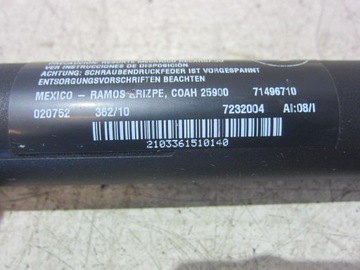 VER INSTRUCCIONES DE DISPOSICIÓN
ACHTUNG: SCHRAUBENDRUCKFEDER IST VORGESPANNT
ENTSORGUNGSVORSCHRIFTEN BEACHTEN
MEXICO - RAMOS ARIZPE, COAH 25900 71496710
020752 362/10 7232004 AI:08/I
2103361510140